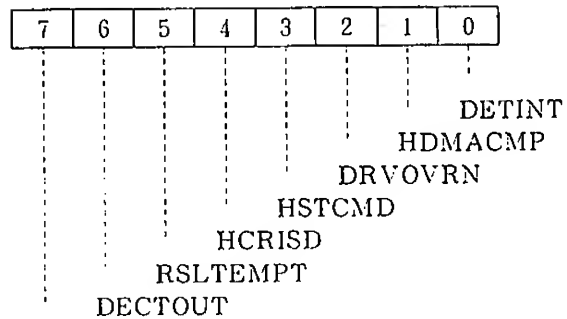 7 6 5 4 3 2 1 0
DETINT
HDMACMP
DRVOVRN
HSTCMD
HCRISD
RSLTEMPT
DECTOUT